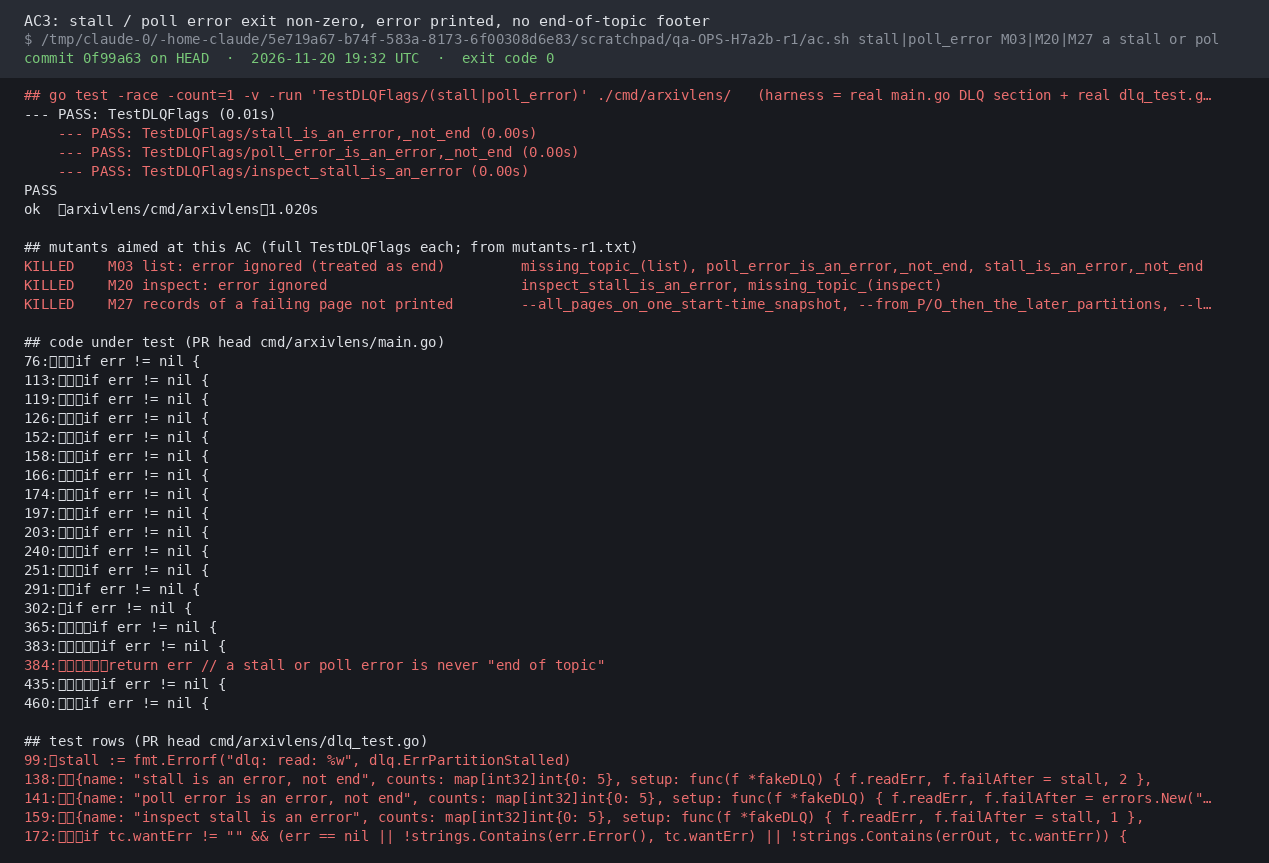 AC3: stall / poll error exit non-zero, error printed, no end-of-topic footer
$ /tmp/claude-0/-home-claude/5e719a67-b74f-583a-8173-6f00308d6e83/scratchpad/qa-OPS-H7a2b-r1/ac.sh stall|poll_error M03|M20|M27 a stall or pol
commit 0f99a63 on HEAD · 2026-11-20 19:32 UTC · exit code 0
## go test -race -count=1 -v -run 'TestDLQFlags/(stall|poll_error)' ./cmd/arxivlens/ (harness = real main.go DLQ section + real dlq_test.g…
--- PASS: TestDLQFlags (0.01s)
--- PASS: TestDLQFlags/stall_is_an_error,_not_end (0.00s)
--- PASS: TestDLQFlags/poll_error_is_an_error,_not_end (0.00s)
--- PASS: TestDLQFlags/inspect_stall_is_an_error (0.00s)
PASS
ok arxivlens/cmd/arxivlens 1.020s
## mutants aimed at this AC (full TestDLQFlags each; from mutants-r1.txt)
KILLED M03 list: error ignored (treated as end) missing_topic_(list), poll_error_is_an_error,_not_end, stall_is_an_error,_not_end
KILLED M20 inspect: error ignored inspect_stall_is_an_error, missing_topic_(inspect)
KILLED M27 records of a failing page not printed --all_pages_on_one_start-time_snapshot, --from_P/O_then_the_later_partitions, --l…
## code under test (PR head cmd/arxivlens/main.go)
76: if err != nil {
113: if err != nil {
119: if err != nil {
126: if err != nil {
152: if err != nil {
158: if err != nil {
166: if err != nil {
174: if err != nil {
197: if err != nil {
203: if err != nil {
240: if err != nil {
251: if err != nil {
291: if err != nil {
302: if err != nil {
365: if err != nil {
383: if err != nil {
384: return err // a stall or poll error is never "end of topic"
435: if err != nil {
460: if err != nil {
## test rows (PR head cmd/arxivlens/dlq_test.go)
99: stall := fmt.Errorf("dlq: read: %w", dlq.ErrPartitionStalled)
138: {name: "stall is an error, not end", counts: map[int32]int{0: 5}, setup: func(f *fakeDLQ) { f.readErr, f.failAfter = stall, 2 },
141: {name: "poll error is an error, not end", counts: map[int32]int{0: 5}, setup: func(f *fakeDLQ) { f.readErr, f.failAfter = errors.New("…
159: {name: "inspect stall is an error", counts: map[int32]int{0: 5}, setup: func(f *fakeDLQ) { f.readErr, f.failAfter = stall, 1 },
172: if tc.wantErr != "" && (err == nil || !strings.Contains(err.Error(), tc.wantErr) || !strings.Contains(errOut, tc.wantErr)) {